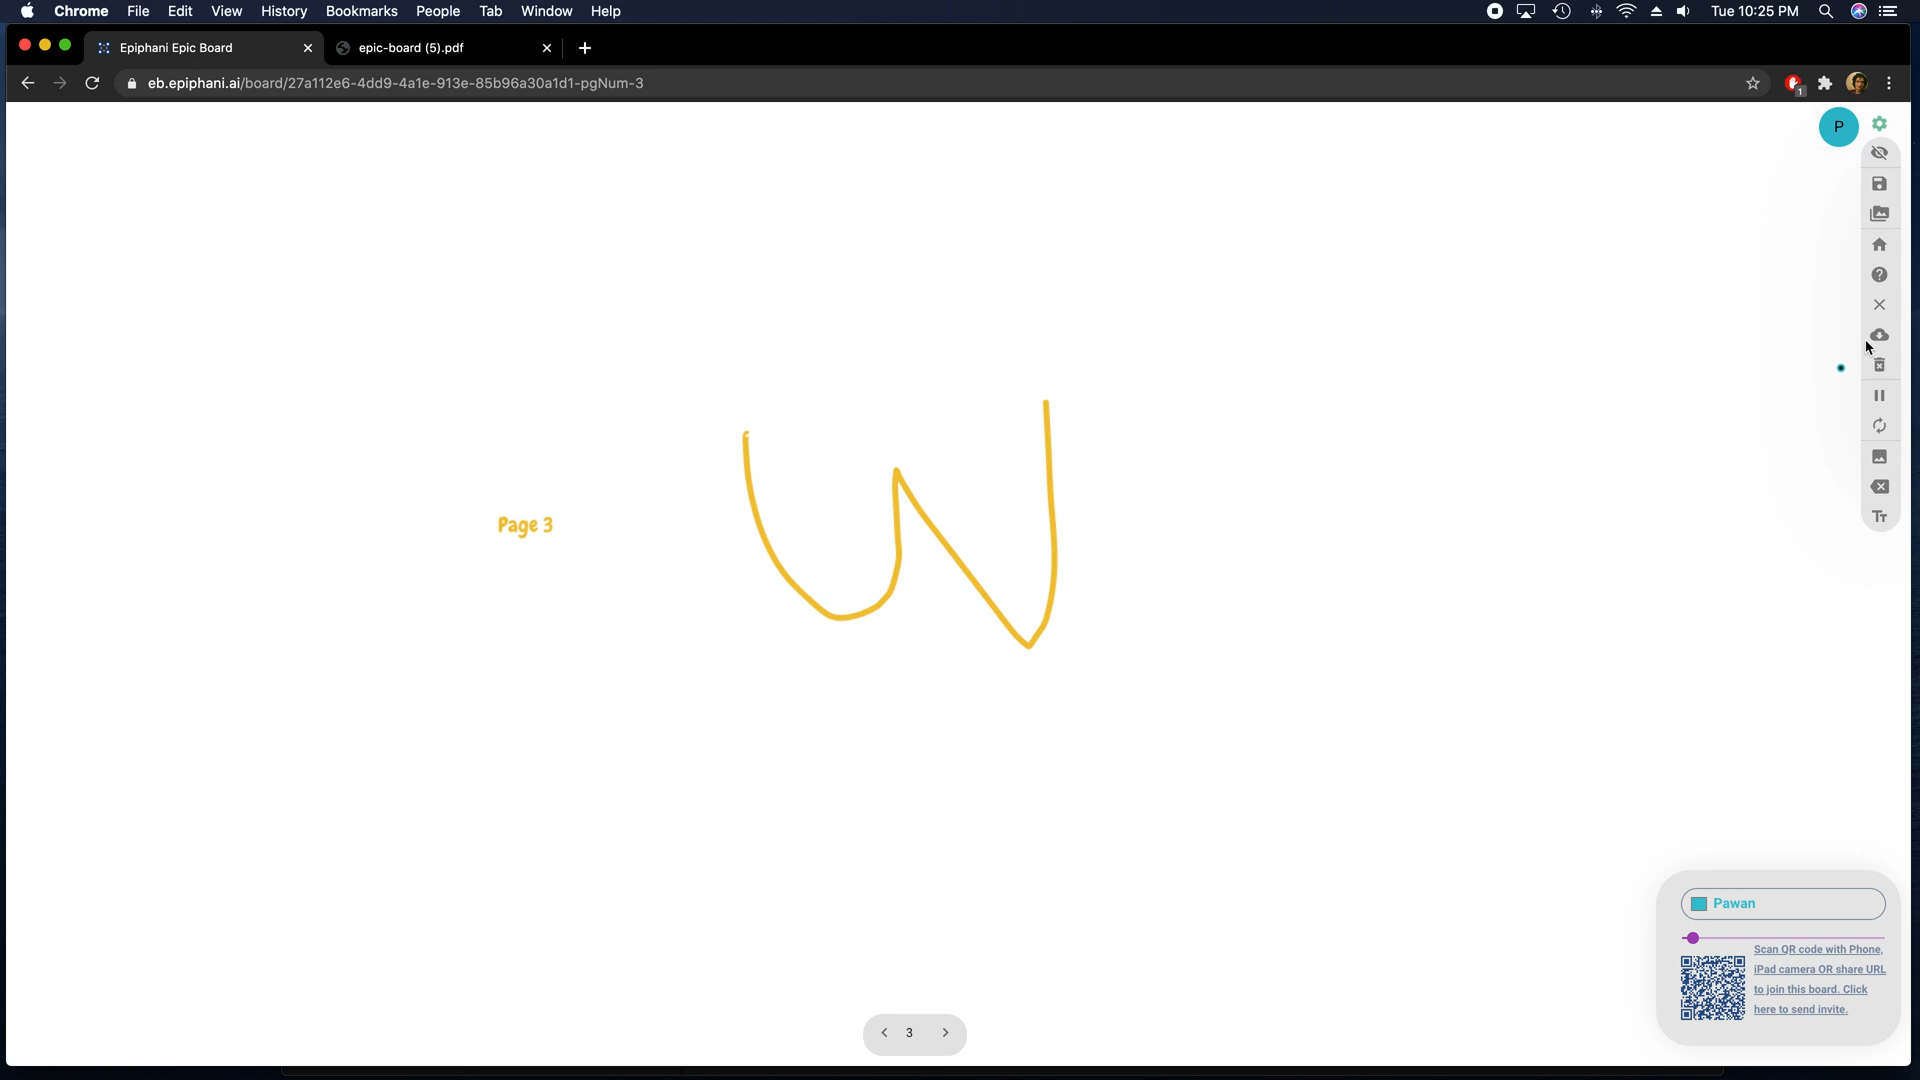 Chrome File Edit View History Bookmarks People Tab Window Help Tue 10:25 PM
Epiphani Epic Board epic-board (5).pdf
eb.epiphani.ai/board/27a112e6-4dd9-4a1e-913e-85b96a30a1d1-pgNum-3
1
P
Page 3
Pawan
Scan QR code with Phone,
iPad camera OR share URL
to join this board. Click
here to send invite.
3